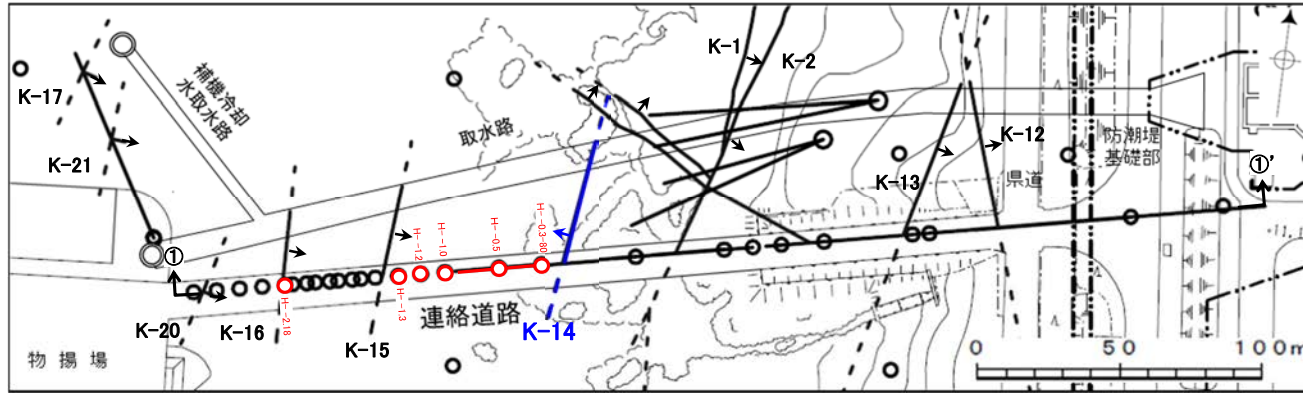 K-17
補機冷却
水取水路
K-21
取水路
K-1
K-2
K-12
K-13
防潮堤
基礎部
県道
①
①'
H--2.18
H--1.3
H--1.2
H--1.0
H--0.5
H--0.3-80
K-20
K-16
K-15
K-14
連絡道路
物揚場
0 50 100m